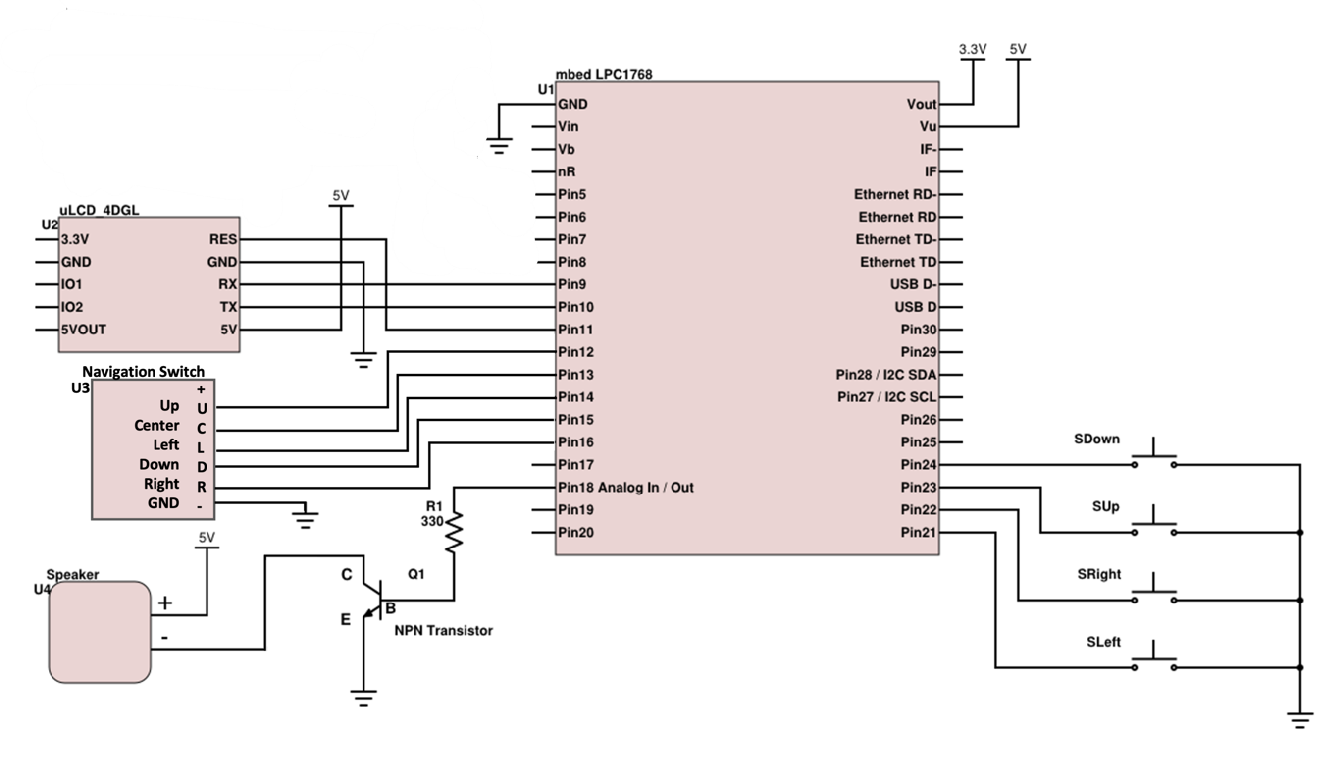 3.3V 5V
mbed LPC1768
U1
GND Vout
Vin Vu
Vb IF-
nR IF
Pin5 Ethernet RD-
Pin6 Ethernet RD
Pin7 Ethernet TD-
Pin8 Ethernet TD
Pin9 USB D-
Pin10 USB D
Pin11 Pin30
Pin12 Pin29
Pin13 Pin28 / I2C SDA
Pin14 Pin27 / I2C SCL
Pin15 Pin26
Pin16 Pin25
Pin17 Pin24
Pin18 Analog In / Out Pin23
Pin19 Pin22
Pin20 Pin21
5V
uLCD_4DGL
U2
3.3V RES
GND GND
IO1 RX
IO2 TX
5VOUT 5V
Navigation Switch
U3
+
Up U
Center C
Left L
Down D
Right R
GND -
5V
Speaker
U4
+
-
R1
330
C
Q1
B
E
NPN Transistor
SDown
SUp
SRight
SLeft